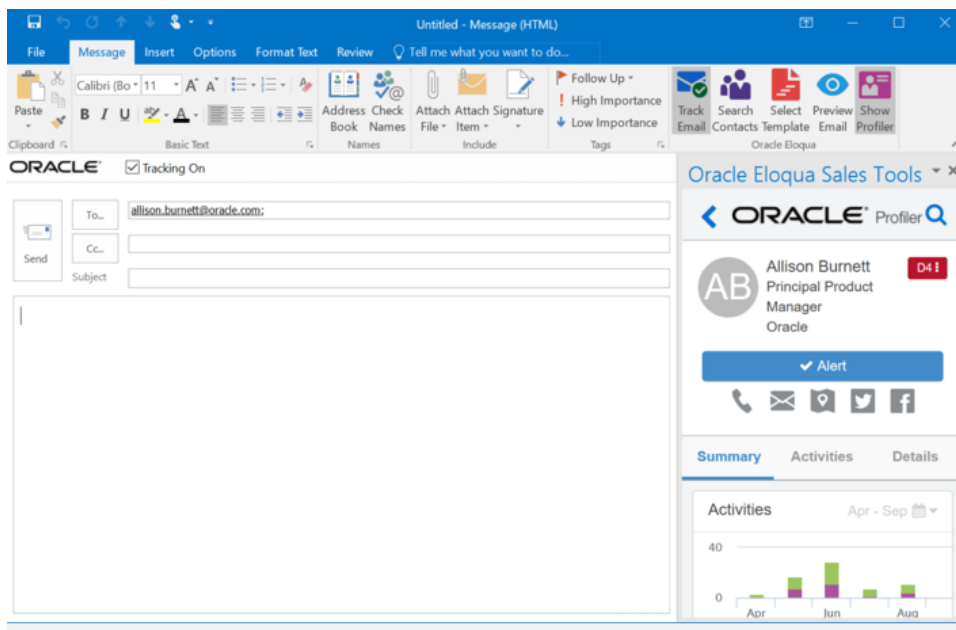 Untitled - Message (HTML)
File Message Insert Options Format Text Review Tell me what you want to do...
Paste
Calibri (Bo 11 A A
B I U aby A
Address Book
Check Names
Attach File
Attach Item
Signature
Follow Up
High Importance
Low Importance
Track Email
Search Contacts
Select Template
Preview Email
Show Profiler
Clipboard Basic Text Names Include Tags Oracle Eloqua
ORACLE Tracking On
Send
To...
allison.burnett@oracle.com;
Cc...
Subject
Oracle Eloqua Sales Tools
ORACLE Profiler
AB
Allison Burnett
Principal Product
Manager
Oracle
D4
Alert
Summary Activities Details
Activities Apr - Sep
40
0
Apr Jun Aug